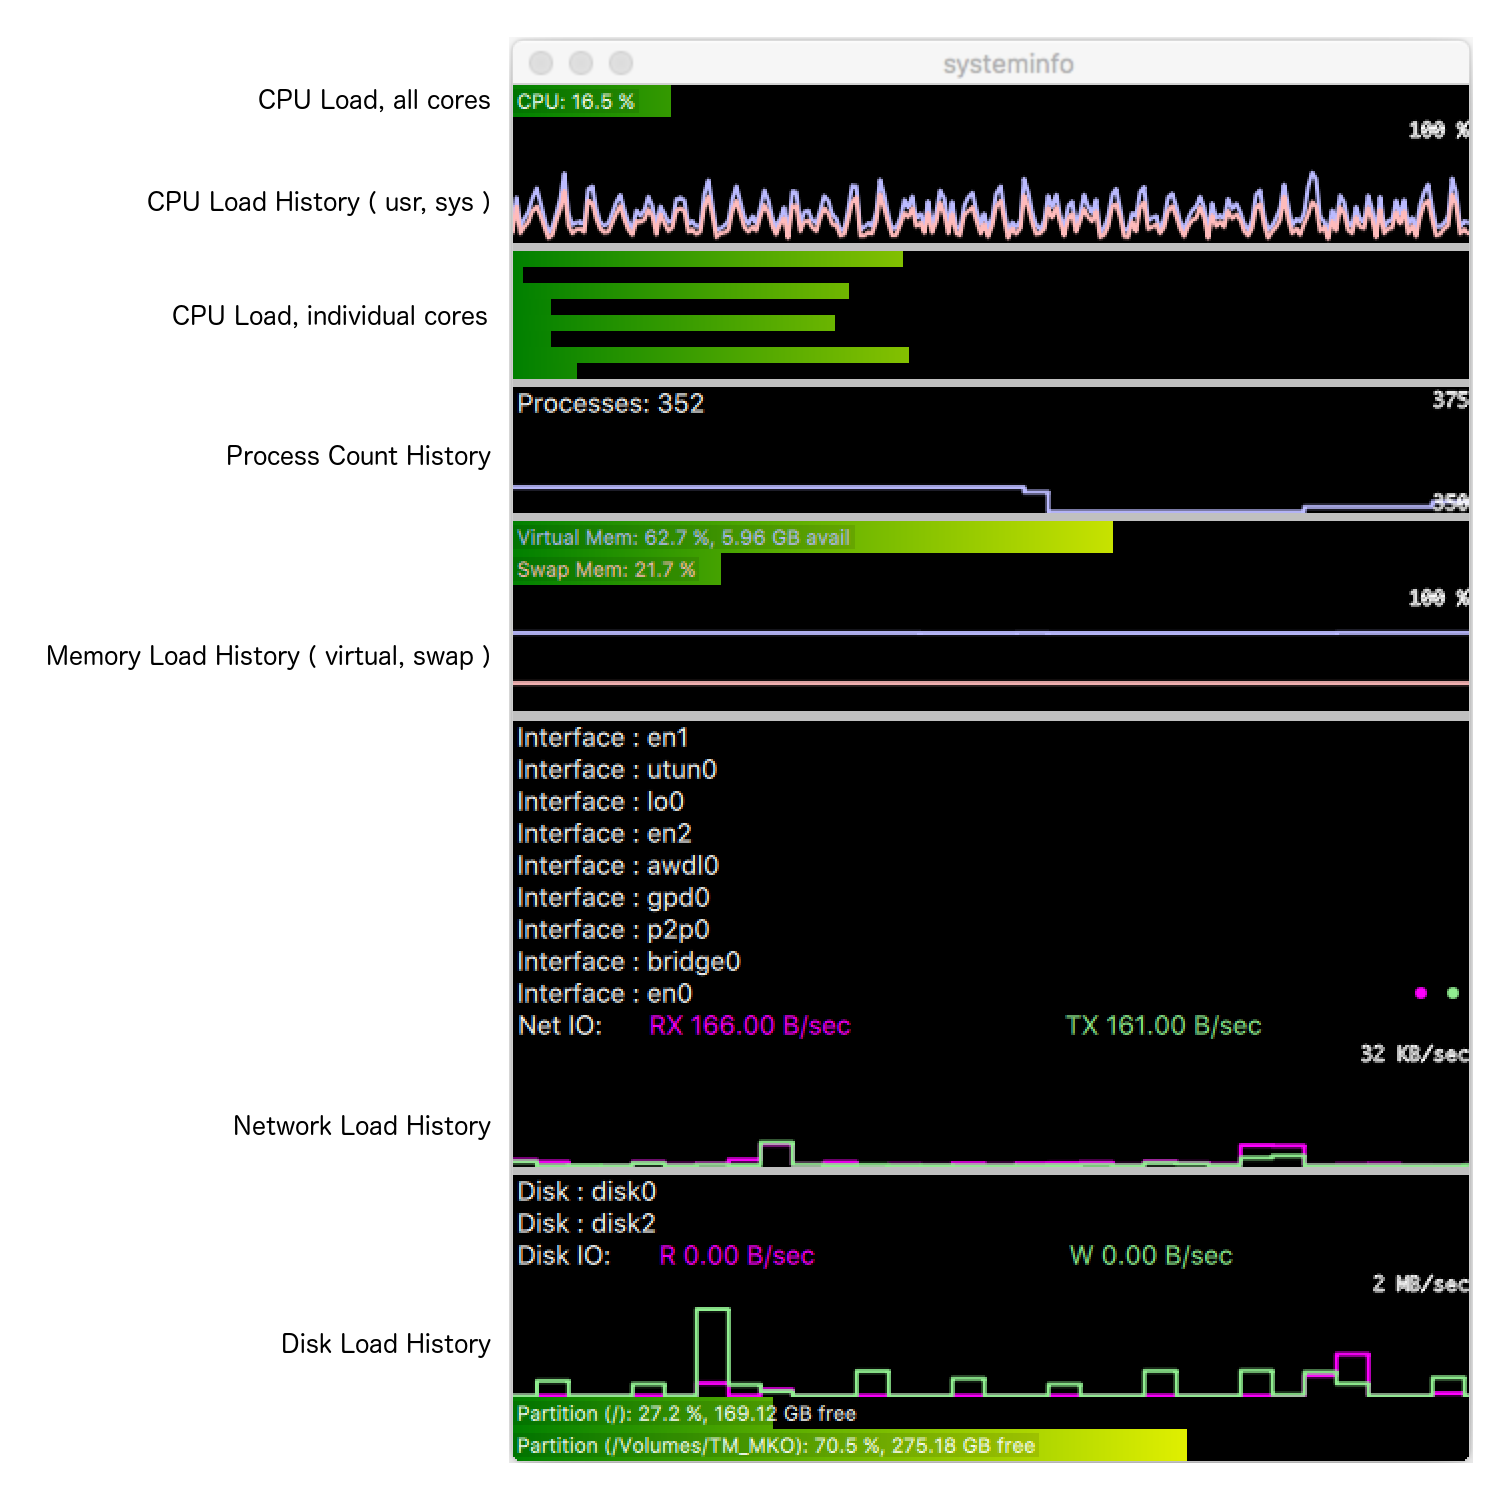 systeminfo
CPU Load, all cores
CPU: 16.5 %
100 %
CPU Load History ( usr, sys )
CPU Load, individual cores
Processes: 352
375
Process Count History
350
Virtual Mem: 62.7 %, 5.96 GB avail
Swap Mem: 21.7 %
100 %
Memory Load History ( virtual, swap )
Interface : en1
Interface : utun0
Interface : lo0
Interface : en2
Interface : awdl0
Interface : gpd0
Interface : p2p0
Interface : bridge0
Interface : en0
Net IO: RX 166.00 B/sec TX 161.00 B/sec
32 KB/sec
Network Load History
Disk : disk0
Disk : disk2
Disk IO: R 0.00 B/sec W 0.00 B/sec
2 MB/sec
Disk Load History
Partition (/): 27.2 %, 169.12 GB free
Partition (/Volumes/TM_MKO): 70.5 %, 275.18 GB free